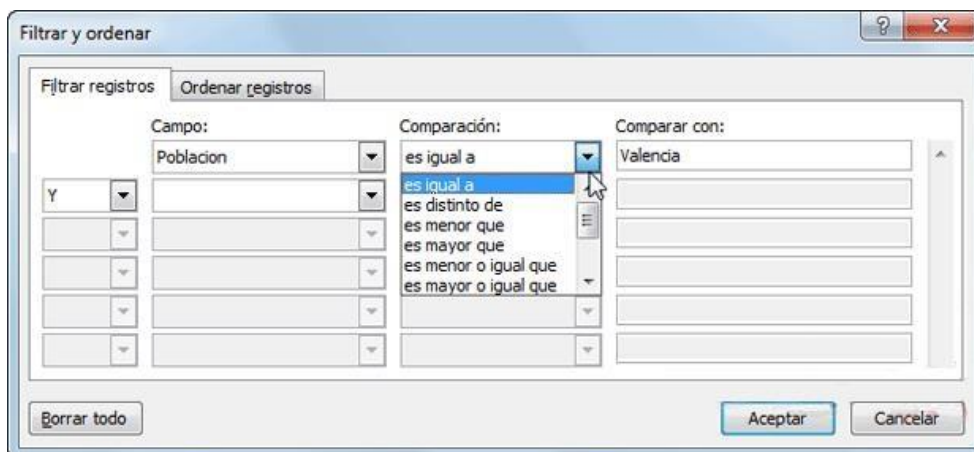 Filtrar y ordenar
Filtrar registros Ordenar registros
Campo: Comparación: Comparar con:
Poblacion es igual a Valencia
Y es igual a
es distinto de
es menor que
es mayor que
es menor o igual que
es mayor o igual que
Borrar todo Aceptar Cancelar